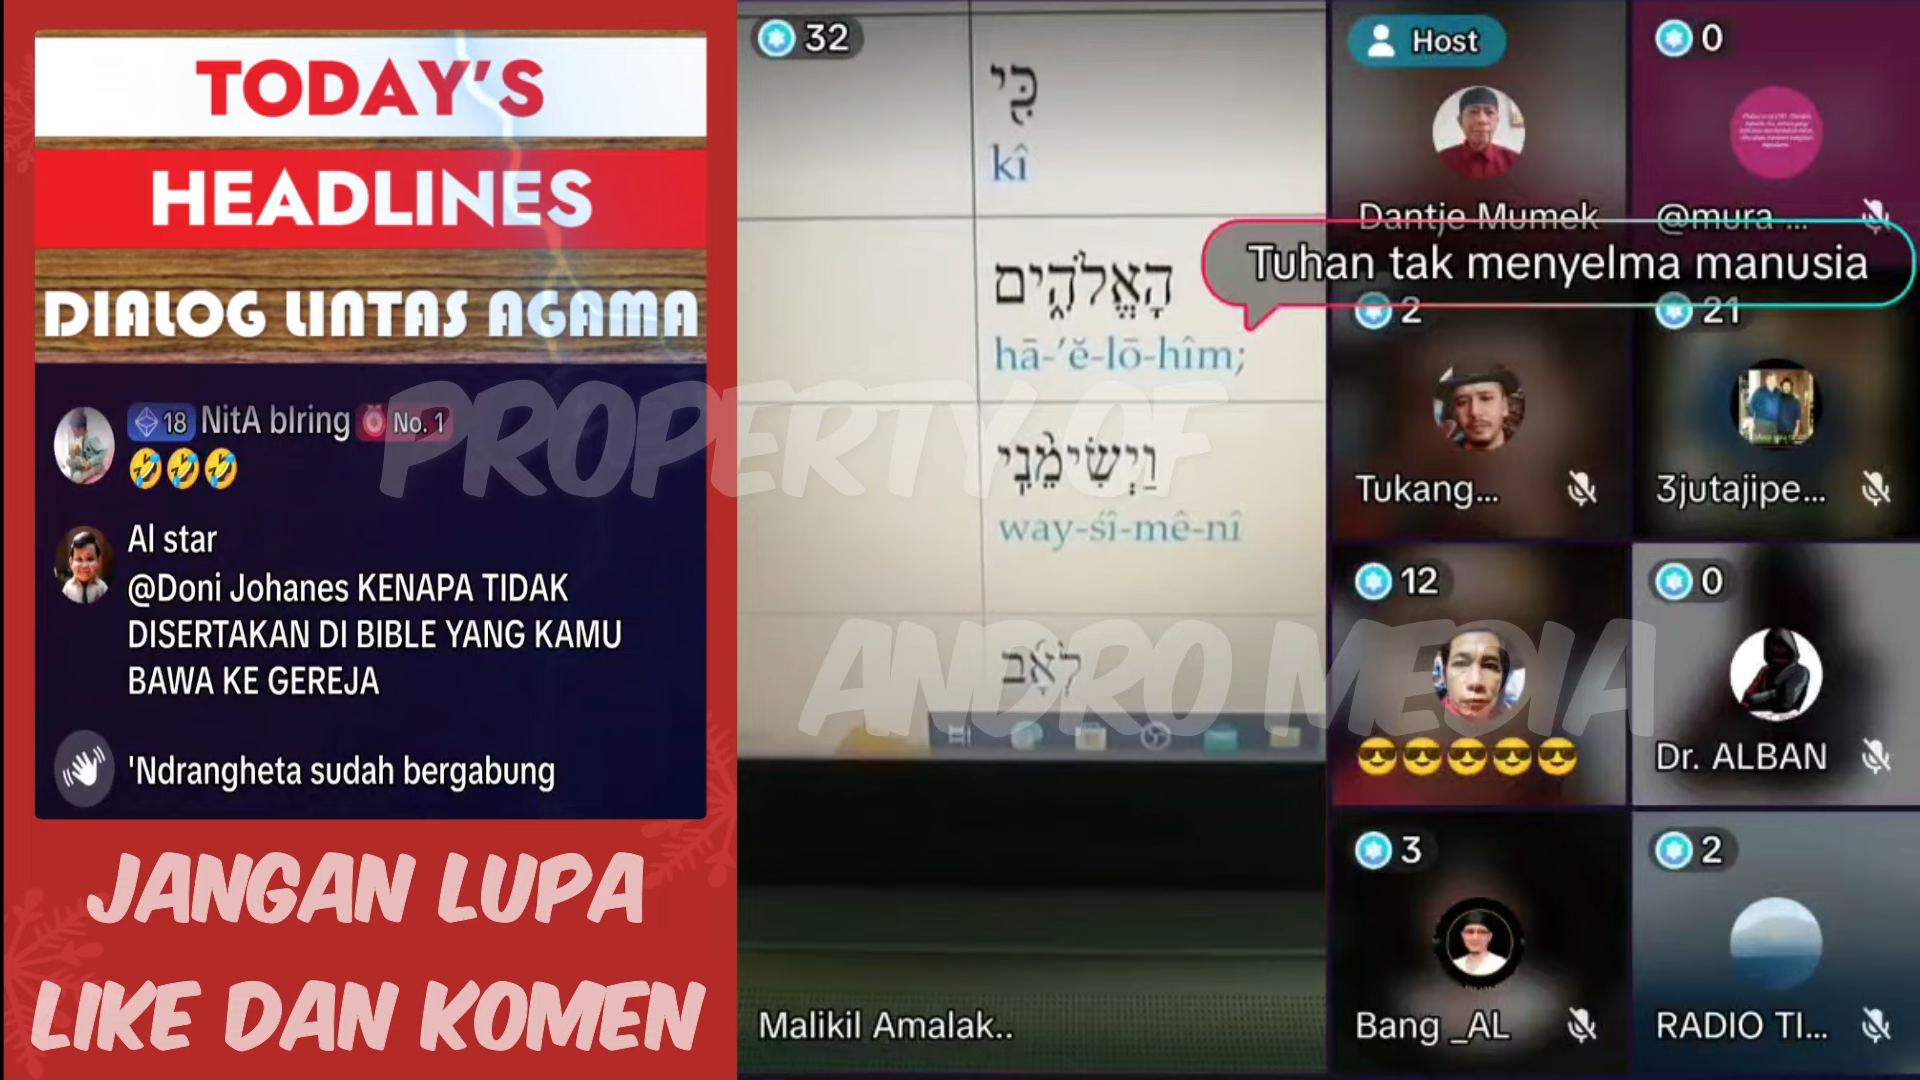 TODAY'S
HEADLINES
DIALOG LINTAS AGAMA
18 NitA bIring No. 1
🤣🤣🤣
Al star
@Doni Johanes KENAPA TIDAK
DISERTAKAN DI BIBLE YANG KAMU
BAWA KE GEREJA
'Ndrangheta sudah bergabung
JANGAN LUPA
LIKE DAN KOMEN
PROPERTY OF
ANDRO MEDIA
32
כִּ֠י
kî
הָאֱלֹהִ֑ים
hā-’ĕ-lō-hîm;
וַיְשִׂימֵ֨נִֽי
way-śî-mê-nî
לְאָ֜ב
Malikil Amalak..
Host
Dantje Mumek
0
@mura ...
Tuhan tak menyelma manusia
2
Tukang...
21
3jutajipe...
12
😎😎😎😎😎
0
Dr. ALBAN
3
Bang _AL
2
RADIO TI...